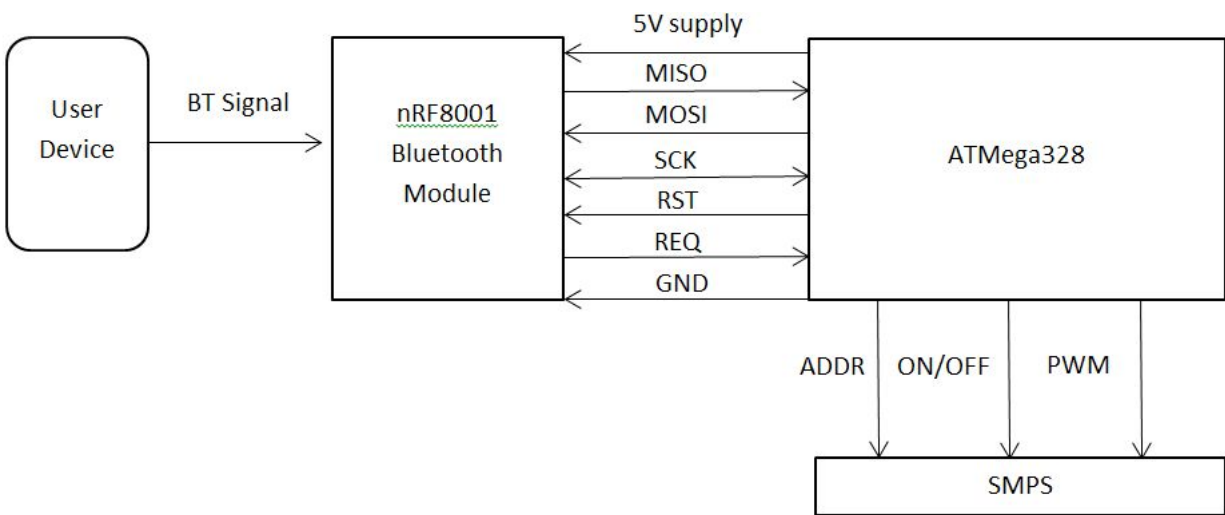 5V supply
User
Device
BT Signal
nRF8001
Bluetooth
Module
MISO
MOSI
SCK
RST
REQ
GND
ATMega328
ADDR
ON/OFF
PWM
SMPS